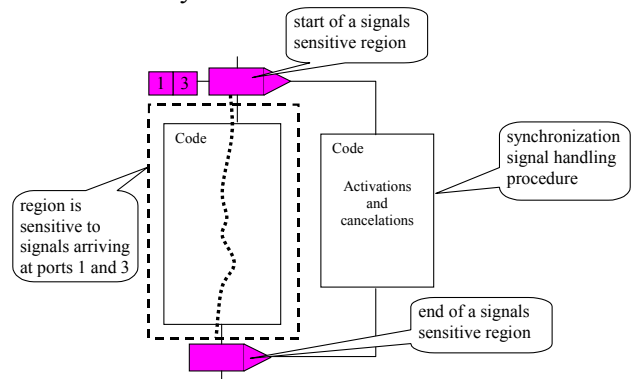 start of a signals
sensitive region
1 3
Code
Code
Activations
and
cancelations
synchronization
signal handling
procedure
region is
sensitive to
signals arriving
at ports 1 and 3
end of a signals
sensitive region